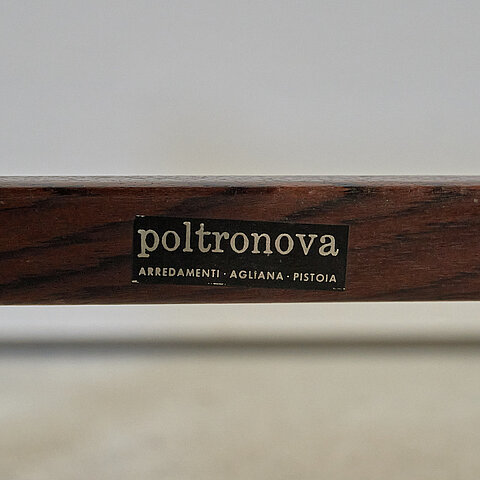 poltronova
ARREDAMENTI · AGLIANA · PISTOIA